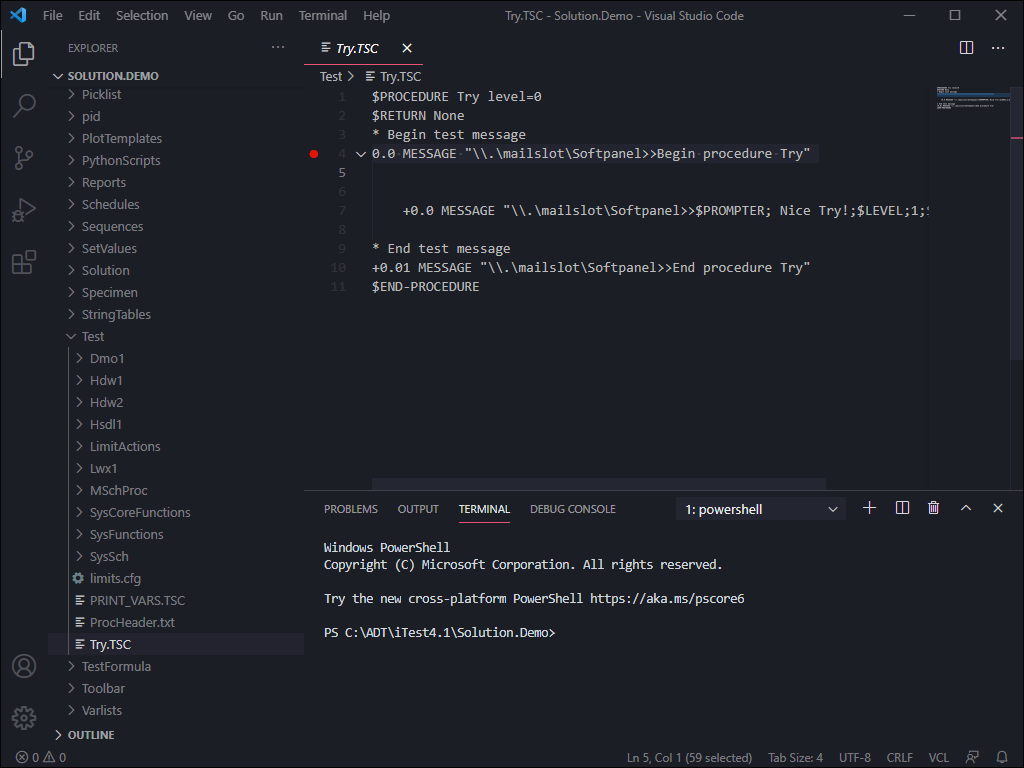 File Edit Selection View Go Run Terminal Help Try.TSC - Solution.Demo - Visual Studio Code
EXPLORER
SOLUTION.DEMO
Picklist
pid
PlotTemplates
PythonScripts
Reports
Schedules
Sequences
SetValues
Solution
Specimen
StringTables
Test
Dmo1
Hdw1
Hdw2
Hsdl1
LimitActions
Lwx1
MSchProc
SysCoreFunctions
SysFunctions
SysSch
limits.cfg
PRINT_VARS.TSC
ProcHeader.txt
Try.TSC
TestFormula
Toolbar
Varlists
OUTLINE
Try.TSC
Test > Try.TSC
1 $PROCEDURE Try level=0
2 $RETURN None
3 * Begin test message
4 0.0 MESSAGE "\\.\mailslot\Softpanel>>Begin procedure Try"
5
6
7 +0.0 MESSAGE "\\.\mailslot\Softpanel>>$PROMPTER; Nice Try!;$LEVEL;1;
8
9 * End test message
10 +0.01 MESSAGE "\\.\mailslot\Softpanel>>End procedure Try"
11 $END-PROCEDURE
PROBLEMS OUTPUT TERMINAL DEBUG CONSOLE 1: powershell
Windows PowerShell
Copyright (C) Microsoft Corporation. All rights reserved.
Try the new cross-platform PowerShell https://aka.ms/pscore6
PS C:\ADT\iTest4.1\Solution.Demo>
0 0 Ln 5, Col 1 (59 selected) Tab Size: 4 UTF-8 CRLF VCL